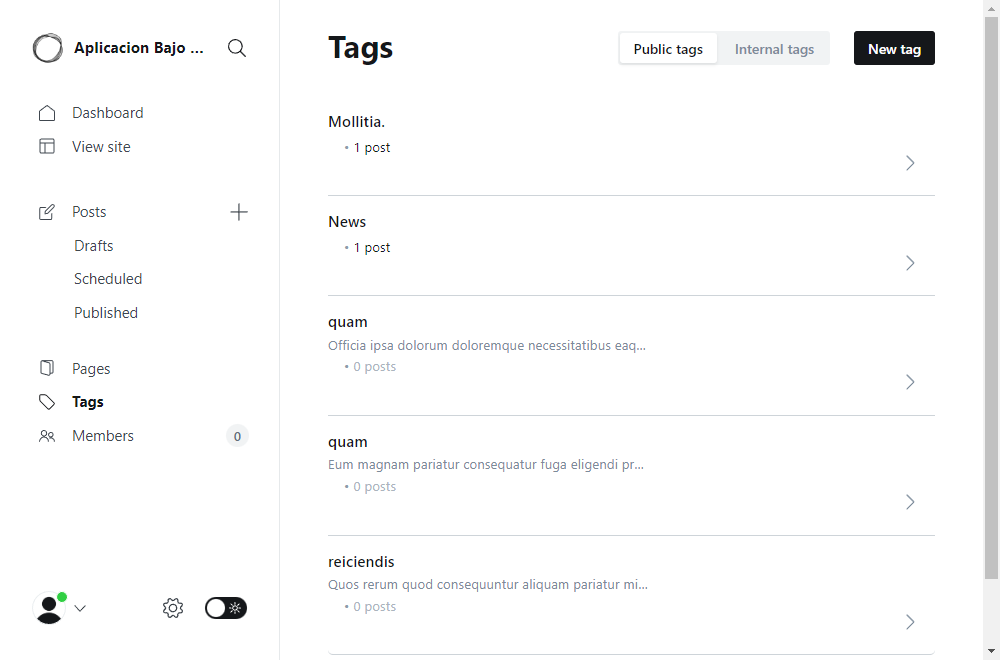 Aplicacion Bajo ...
Dashboard
View site
Posts
Drafts
Scheduled
Published
Pages
Tags
Members
0
Tags
Public tags
Internal tags
New tag
Mollitia.
• 1 post
News
• 1 post
quam
Officia ipsa dolorum doloremque necessitatibus eaq...
• 0 posts
quam
Eum magnam pariatur consequatur fuga eligendi pr...
• 0 posts
reiciendis
Quos rerum quod consequuntur aliquam pariatur mi...
• 0 posts